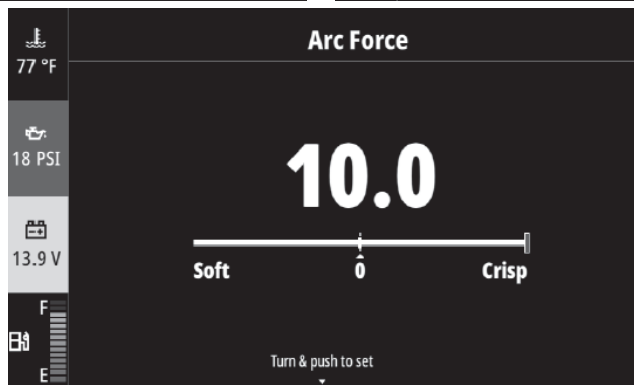 Arc Force
77 °F
18 PSI
13.9 V
F
E
10.0
Soft
0
Crisp
Turn & push to set